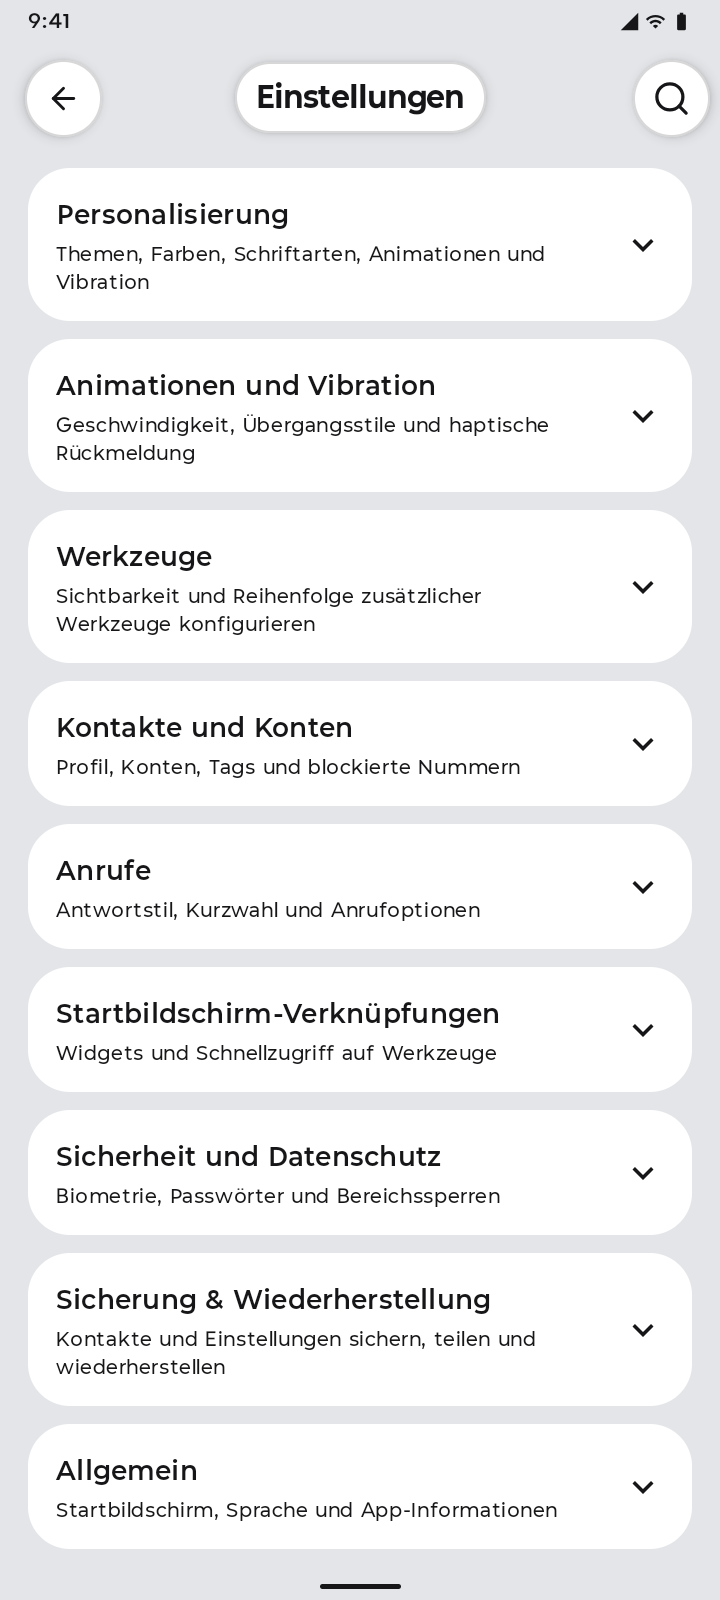 9:41
Einstellungen
Personalisierung
Themen, Farben, Schriftarten, Animationen und
Vibration
Animationen und Vibration
Geschwindigkeit, Übergangsstile und haptische
Rückmeldung
Werkzeuge
Sichtbarkeit und Reihenfolge zusätzlicher
Werkzeuge konfigurieren
Kontakte und Konten
Profil, Konten, Tags und blockierte Nummern
Anrufe
Antwortstil, Kurzwahl und Anrufoptionen
Startbildschirm-Verknüpfungen
Widgets und Schnellzugriff auf Werkzeuge
Sicherheit und Datenschutz
Biometrie, Passwörter und Bereichssperren
Sicherung & Wiederherstellung
Kontakte und Einstellungen sichern, teilen und
wiederherstellen
Allgemein
Startbildschirm, Sprache und App-Informationen